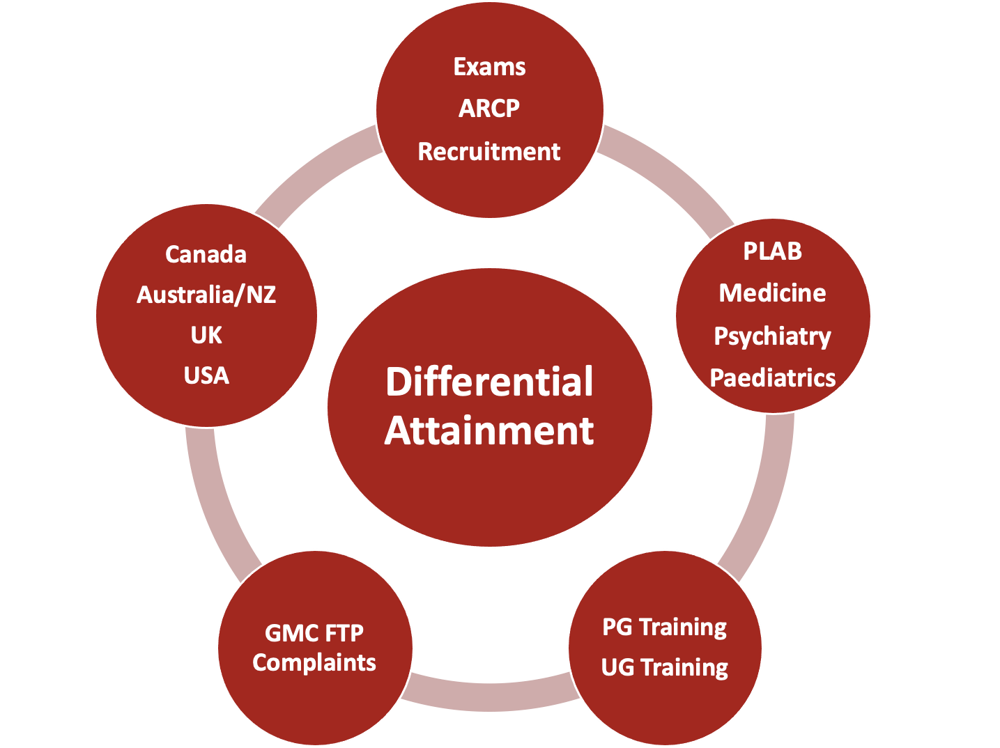 Exams
ARCP
Recruitment
PLAB
Medicine
Psychiatry
Paediatrics
PG Training
UG Training
GMC FTP
Complaints
Canada
Australia/NZ
UK
USA
Differential
Attainment